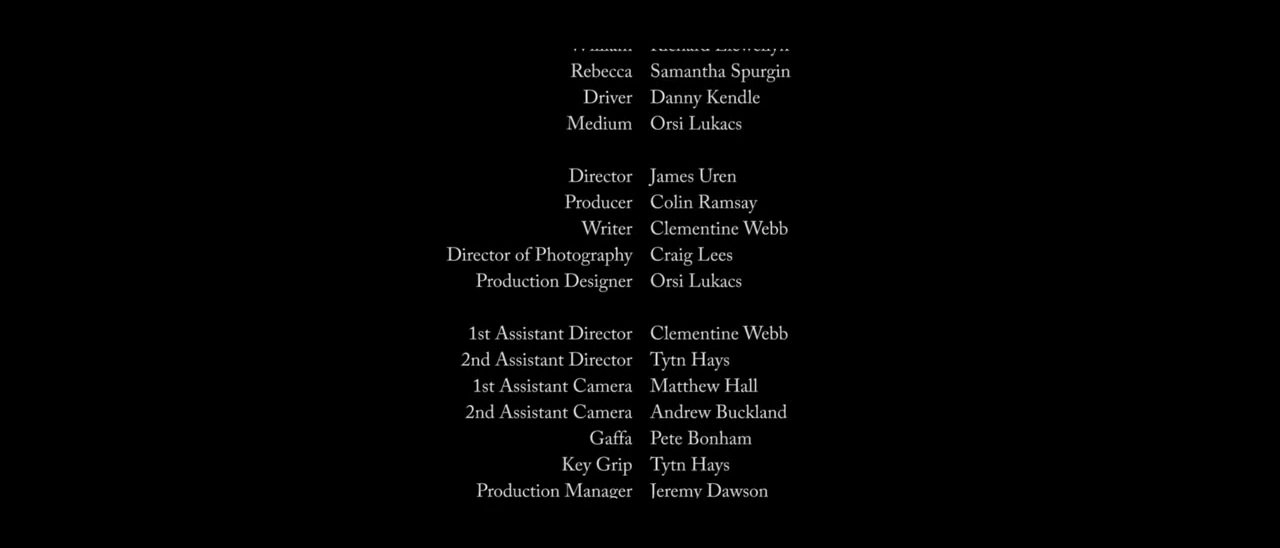 William Richard Llewellyn
Rebecca Samantha Spurgin
Driver Danny Kendle
Medium Orsi Lukacs
Director James Uren
Producer Colin Ramsay
Writer Clementine Webb
Director of Photography Craig Lees
Production Designer Orsi Lukacs
1st Assistant Director Clementine Webb
2nd Assistant Director Tytn Hays
1st Assistant Camera Matthew Hall
2nd Assistant Camera Andrew Buckland
Gaffa Pete Bonham
Key Grip Tytn Hays
Production Manager Jeremy Dawson